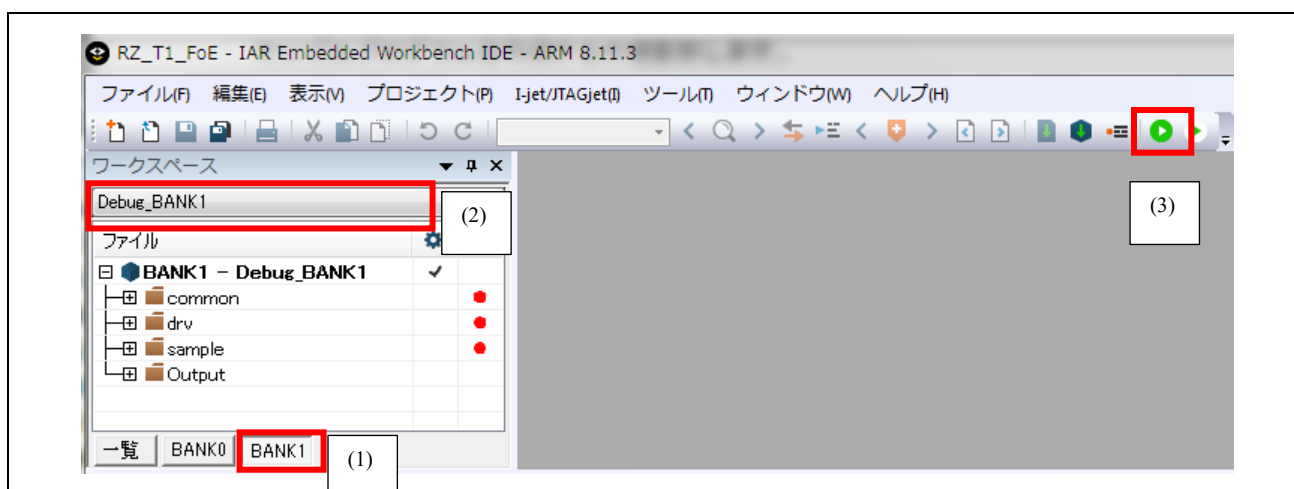 RZ_T1_FoE - IAR Embedded Workbench IDE - ARM 8.11.3
ファイル(F) 編集(E) 表示(V) プロジェクト(P) I-jet/JTAGjet(I) ツール(T) ウィンドウ(W) ヘルプ(H)
ワークスペース
Debug_BANK1
(2)
(3)
ファイル
BANK1 - Debug_BANK1
common
drv
sample
Output
一覧 BANK0 BANK1
(1)